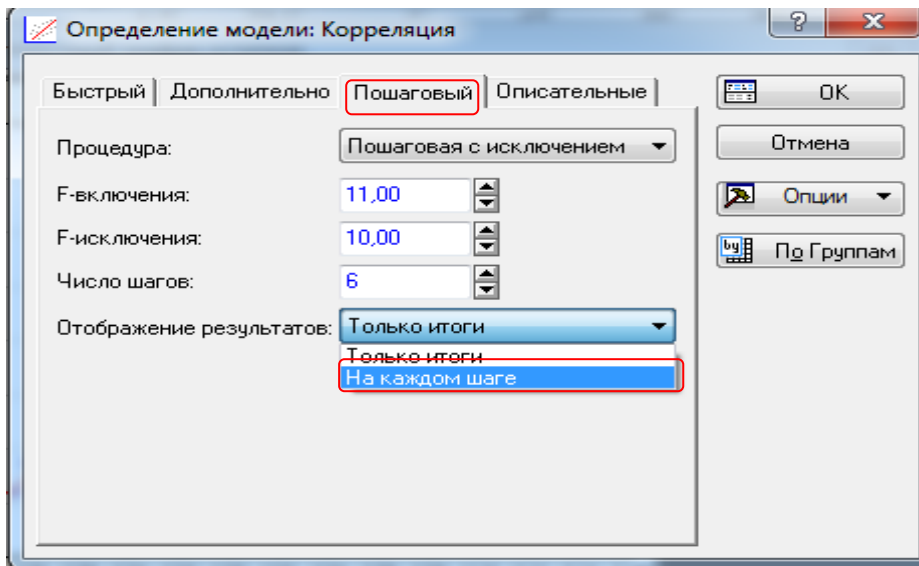 Определение модели: Корреляция
Быстрый Дополнительно Пошаговый Описательные
Процедура: Пошаговая с исключением
F-включения: 11,00
F-исключения: 10,00
Число шагов: 6
Отображение результатов: Только итоги
Только итоги
На каждом шаге
OK
Отмена
Опции
by По Группам